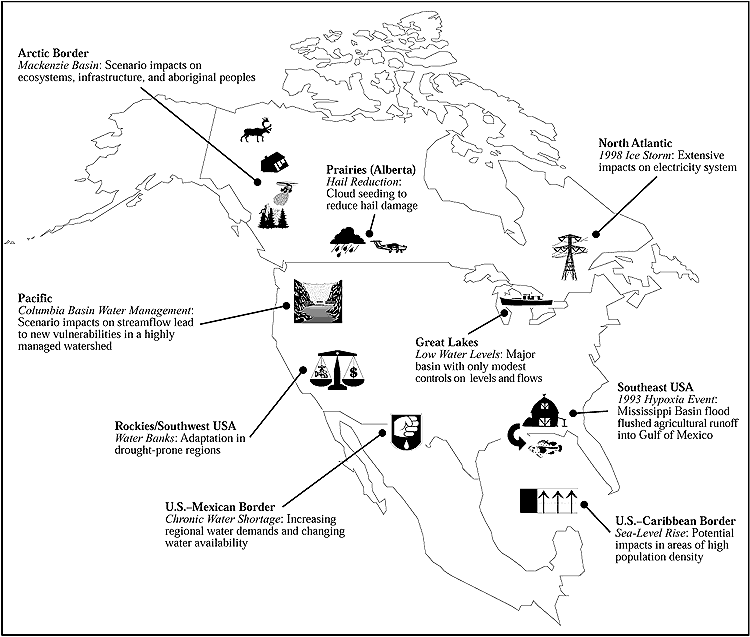 Arctic Border
Mackenzie Basin: Scenario impacts on
ecosystems, infrastructure, and aboriginal peoples
North Atlantic
1998 Ice Storm: Extensive
impacts on electricity system
Prairies (Alberta)
Hail Reduction:
Cloud seeding to
reduce hail damage
Pacific
Columbia Basin Water Management:
Scenario impacts on streamflow lead
to new vulnerabilities in a highly
managed watershed
Great Lakes
Low Water Levels: Major
basin with only modest
controls on levels and flows
$
Southeast USA
1993 Hypoxia Event:
Mississippi Basin flood
flushed agricultural runoff
into Gulf of Mexico
Rockies/Southwest USA
Water Banks: Adaptation in
drought-prone regions
U.S.–Mexican Border
Chronic Water Shortage: Increasing
regional water demands and changing
water availability
U.S.–Caribbean Border
Sea-Level Rise: Potential
impacts in areas of high
population density